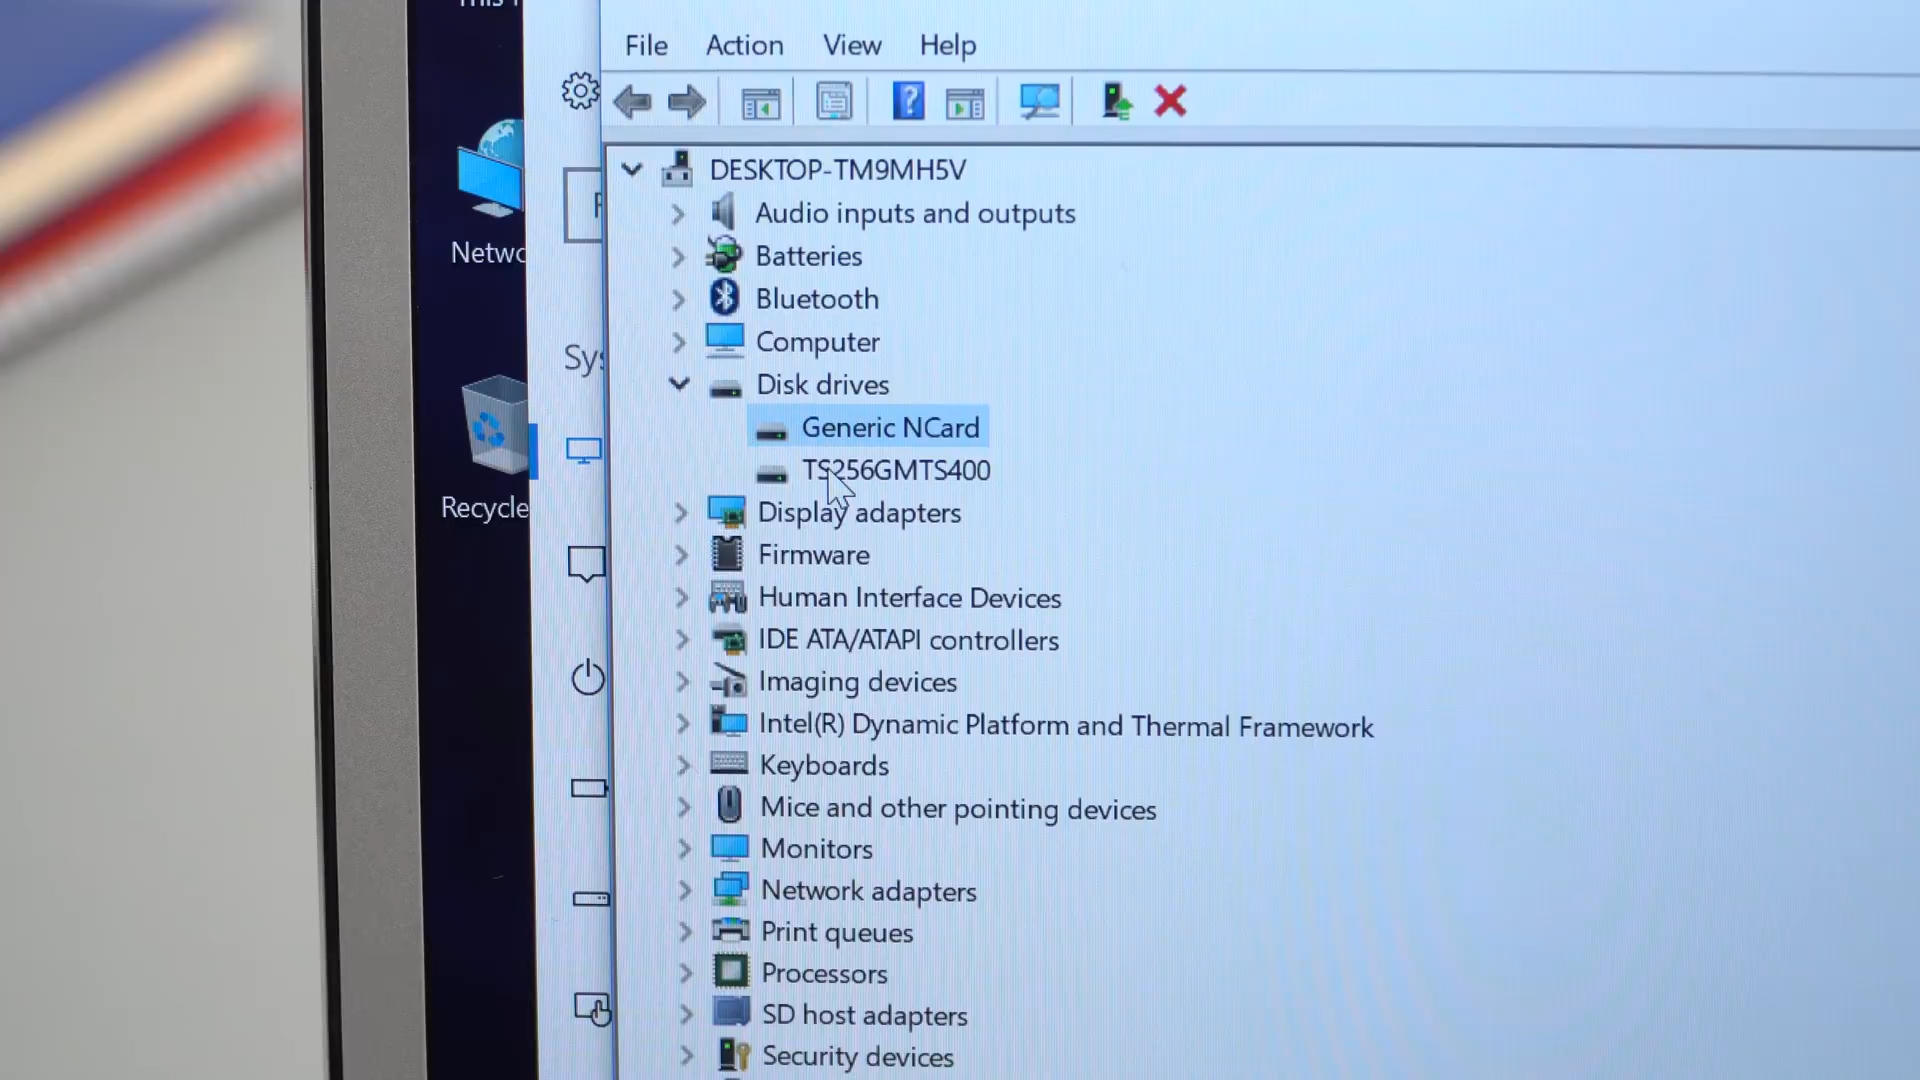 File Action View Help
DESKTOP-TM9MH5V
Audio inputs and outputs
Batteries
Bluetooth
Computer
Disk drives
Generic NCard
TS256GMTS400
Display adapters
Firmware
Human Interface Devices
IDE ATA/ATAPI controllers
Imaging devices
Intel(R) Dynamic Platform and Thermal Framework
Keyboards
Mice and other pointing devices
Monitors
Network adapters
Print queues
Processors
SD host adapters
Security devices
Netwo
Recycle
Sys